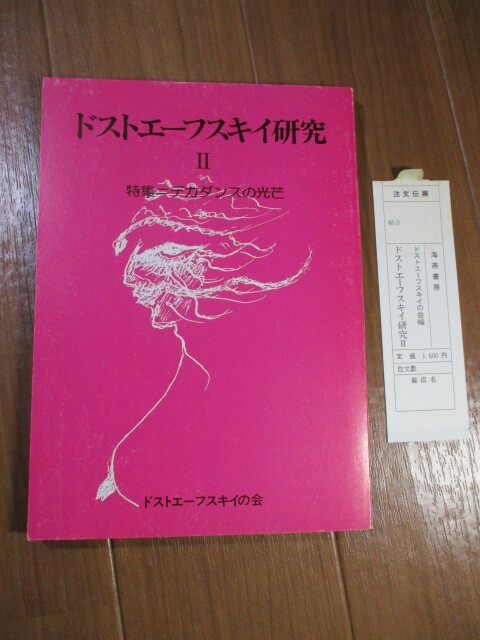 ドストエーフスキイ研究
II
特集=デカダンスの光芒
ドストエーフスキイの会
注文伝票
海燕書房
ドストエーフスキイの会編
ドストエーフスキイ研究II
定価 1,600円
注文数
書店名